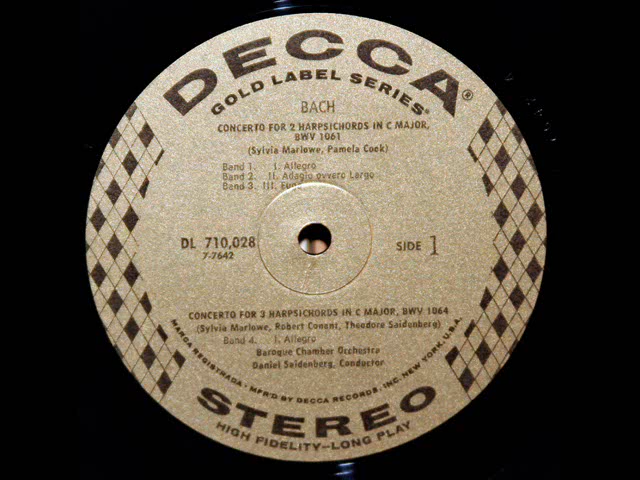 DECCA®
GOLD LABEL SERIES®
BACH
CONCERTO FOR 2 HARPSICHORDS IN C MAJOR,
BWV 1061
(Sylvia Marlowe, Pamela Cook)
Band 1. I. Allegro
Band 2. II. Adagio ovvero Largo
Band 3. III.
DL 710,028
7-7642
SIDE 1
CONCERTO FOR 3 HARPSICHORDS IN C MAJOR, BWV 1064
(Sylvia Marlowe, Robert Conant, Theodore Saidenberg)
Band 4. I. Allegro
Baroque Chamber Orchestra
Daniel Saidenberg, Conductor
MARCA REGISTRADA • MFR'D BY DECCA RECORDS, INC. NEW YORK, U.S.A.
STEREO
HIGH FIDELITY—LONG PLAY